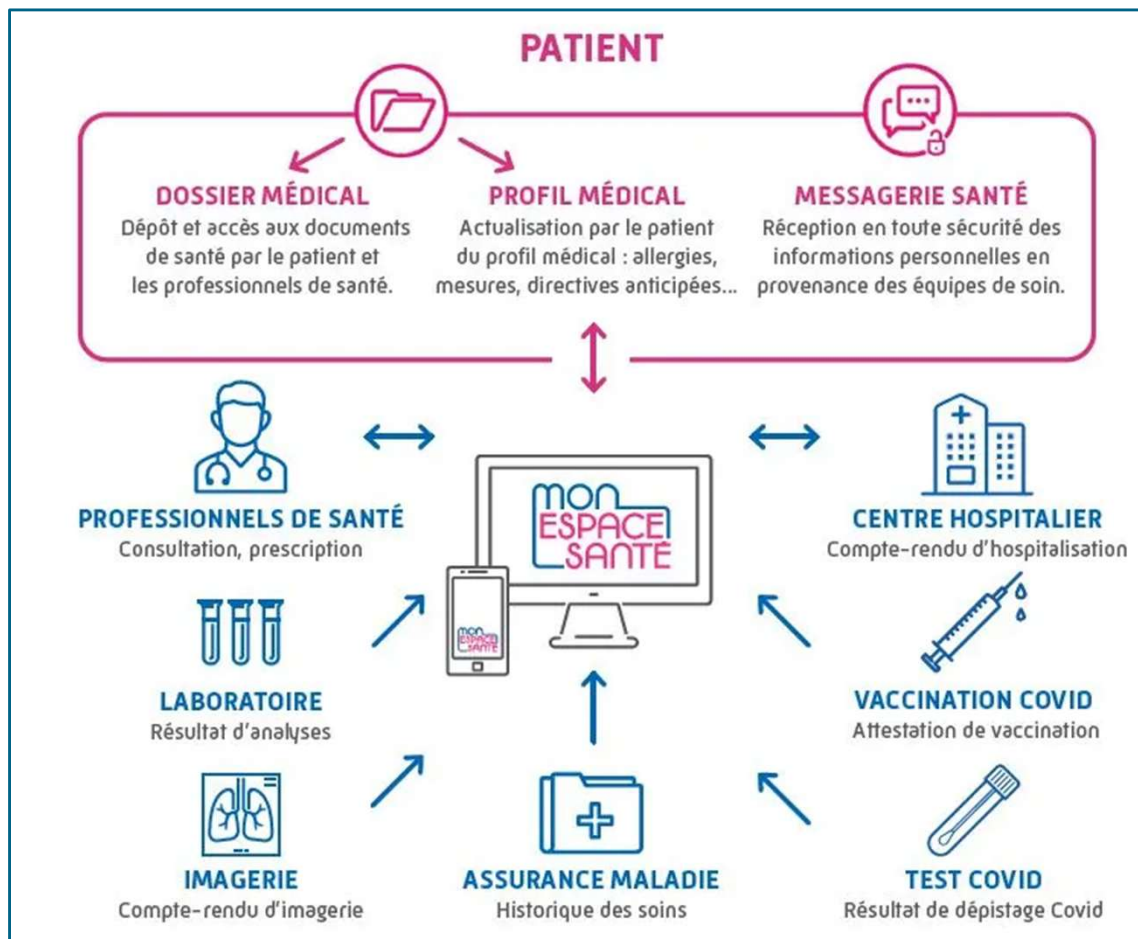 PATIENT
DOSSIER MÉDICAL
Dépôt et accès aux documents
de santé par le patient et
les professionnels de santé.
PROFIL MÉDICAL
Actualisation par le patient
du profil médical : allergies,
mesures, directives anticipées...
MESSAGERIE SANTÉ
Réception en toute sécurité des
informations personnelles en
provenance des équipes de soin.
PROFESSIONNELS DE SANTÉ
Consultation, prescription
mon
ESPACE
SANTÉ
CENTRE HOSPITALIER
Compte-rendu d'hospitalisation
mon
ESPACE
SANTÉ
LABORATOIRE
Résultat d'analyses
VACCINATION COVID
Attestation de vaccination
IMAGERIE
Compte-rendu d'imagerie
ASSURANCE MALADIE
Historique des soins
TEST COVID
Résultat de dépistage Covid